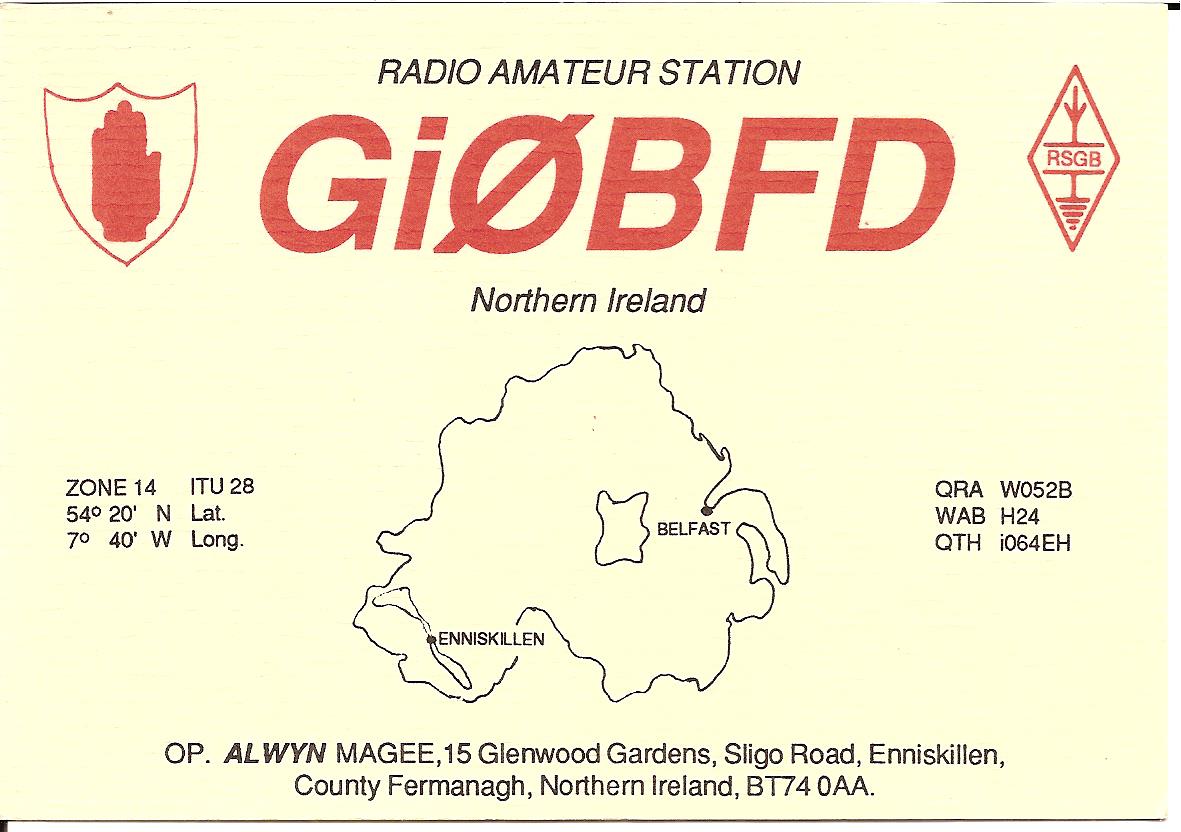 RADIO AMATEUR STATION
GiØBFD
RSGB
Northern Ireland
ZONE 14 ITU 28
54º 20' N Lat.
7º 40' W Long.
QRA W052B
WAB H24
QTH i064EH
BELFAST
ENNISKILLEN
OP. ALWYN MAGEE,15 Glenwood Gardens, Sligo Road, Enniskillen,
County Fermanagh, Northern Ireland, BT74 0AA.